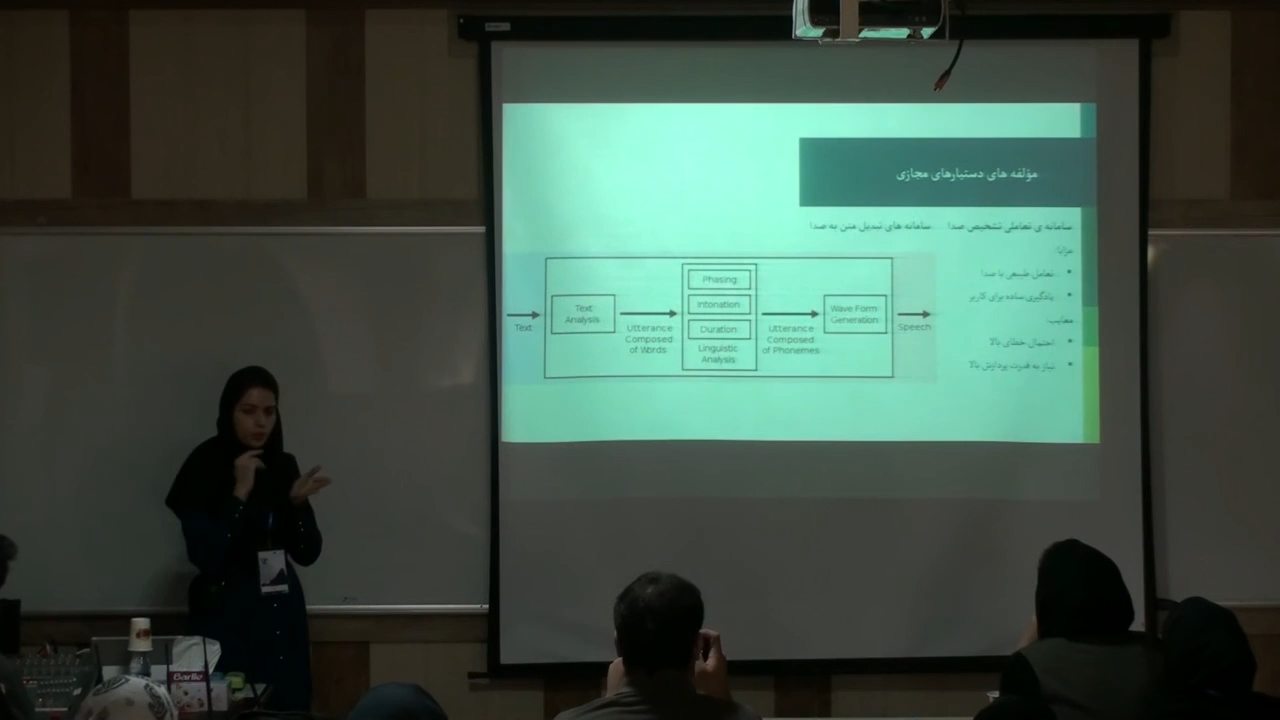 مؤلفه های دستیارهای مجازی
سامانه ی تعاملی تشخیص صدا
سامانه های تبدیل متن به صدا
مزایا:
• تعامل طبیعی با صدا
• یادگیری ساده برای کاربر
معایب:
• احتمال خطای بالا
• نیاز به قدرت پردازش بالا
Text
Text
Analysis
Utterance
Composed
of Words
Phasing
Intonation
Duration
Linguistic
Analysis
Utterance
Composed
of Phonemes
Wave Form
Generation
Speech
Barlie